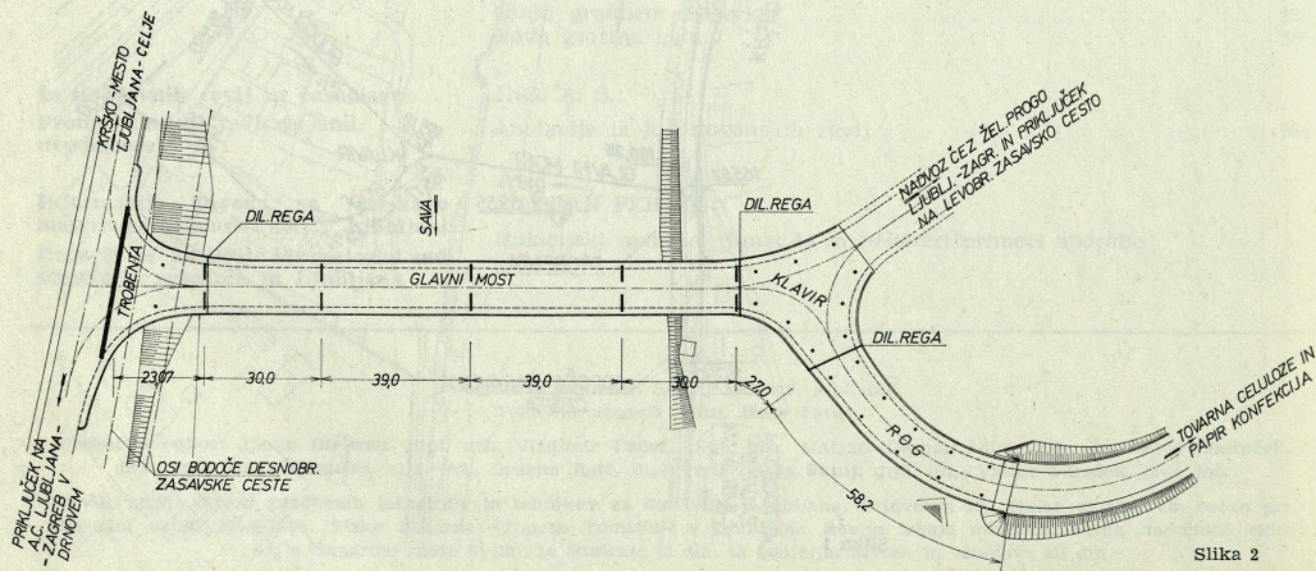 KRŠKO-MESTO
LJUBLJANA-CELJE
TROBENTA
DIL.REGA
SAVA
GLAVNI MOST
DIL.REGA
KLAVIR
NADVOZ ČEZ ŽEL.PROGO
LJUBLJ.-ZAGR. IN PRIKLJUČEK
NA LEVOBR. ZASAVSKO CESTO
DIL.REGA
23,07
30,0
39,0
39,0
30,0
27,0
ROG
58,2
TOVARNA CELULOZE IN
PAPIR KONFEKCIJA
OSI BODOČE DESNOBR.
ZASAVSKE CESTE
PRIKLJUČEK NA
A.C. LJUBLJANA-
-ZAGREB V
DRNOVEM
Slika 2